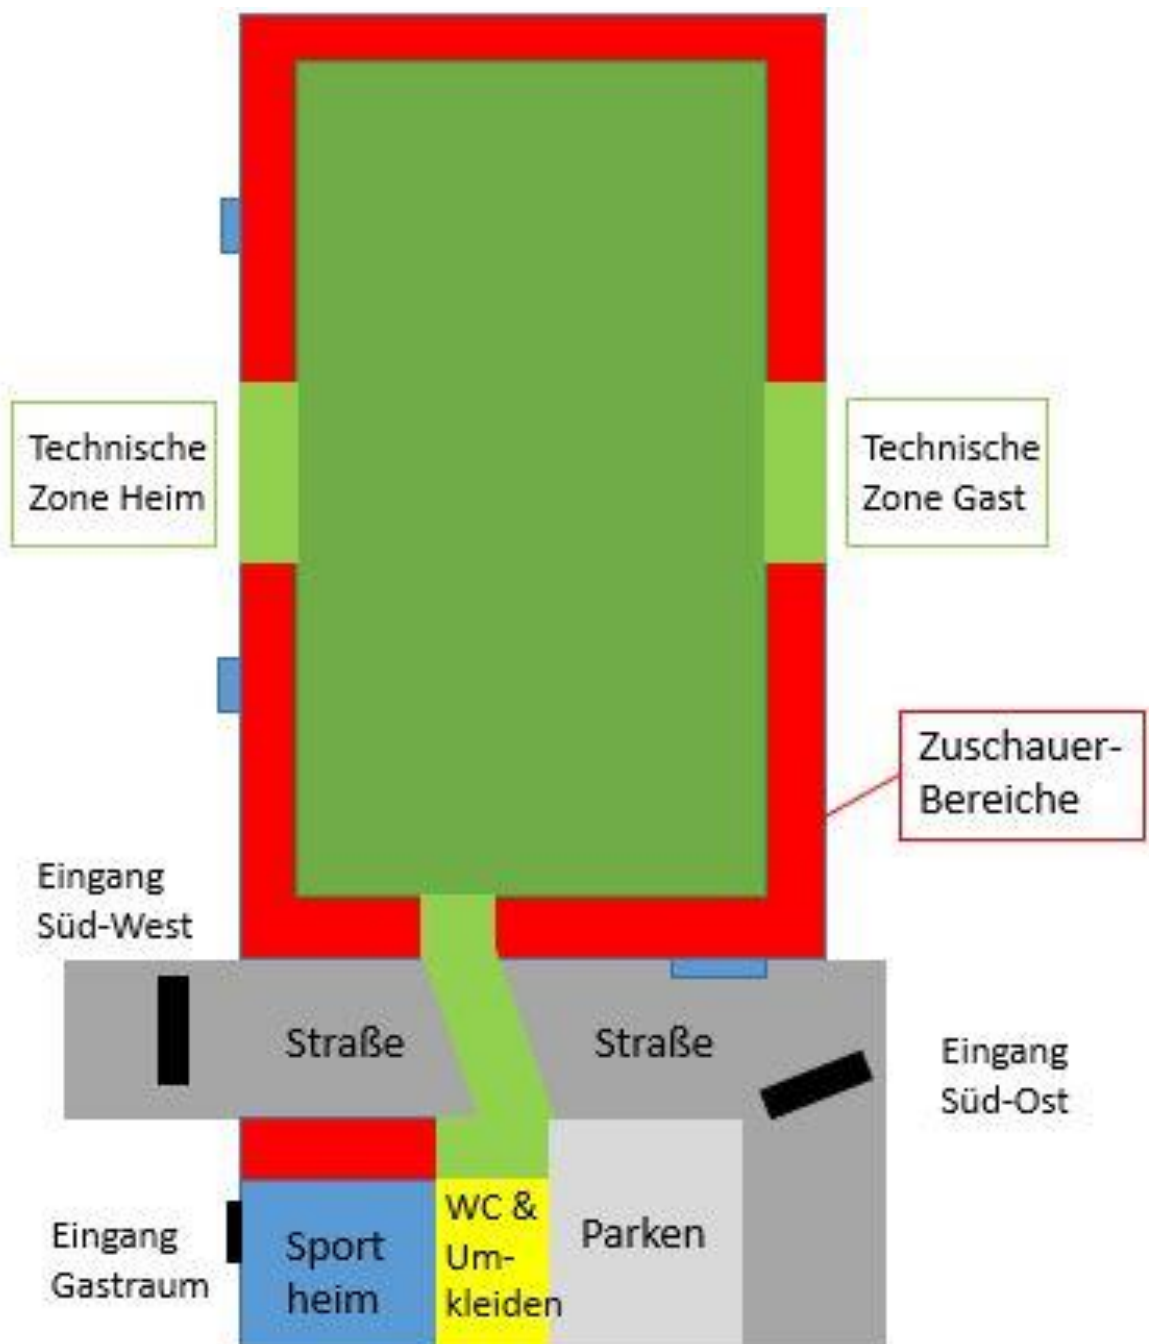 Technische
Zone Heim
Technische
Zone Gast
Zuschauer-
Bereiche
Eingang
Süd-West
Straße
Straße
Eingang
Süd-Ost
Eingang
Gastraum
Sport
heim
WC &
Um-
kleiden
Parken